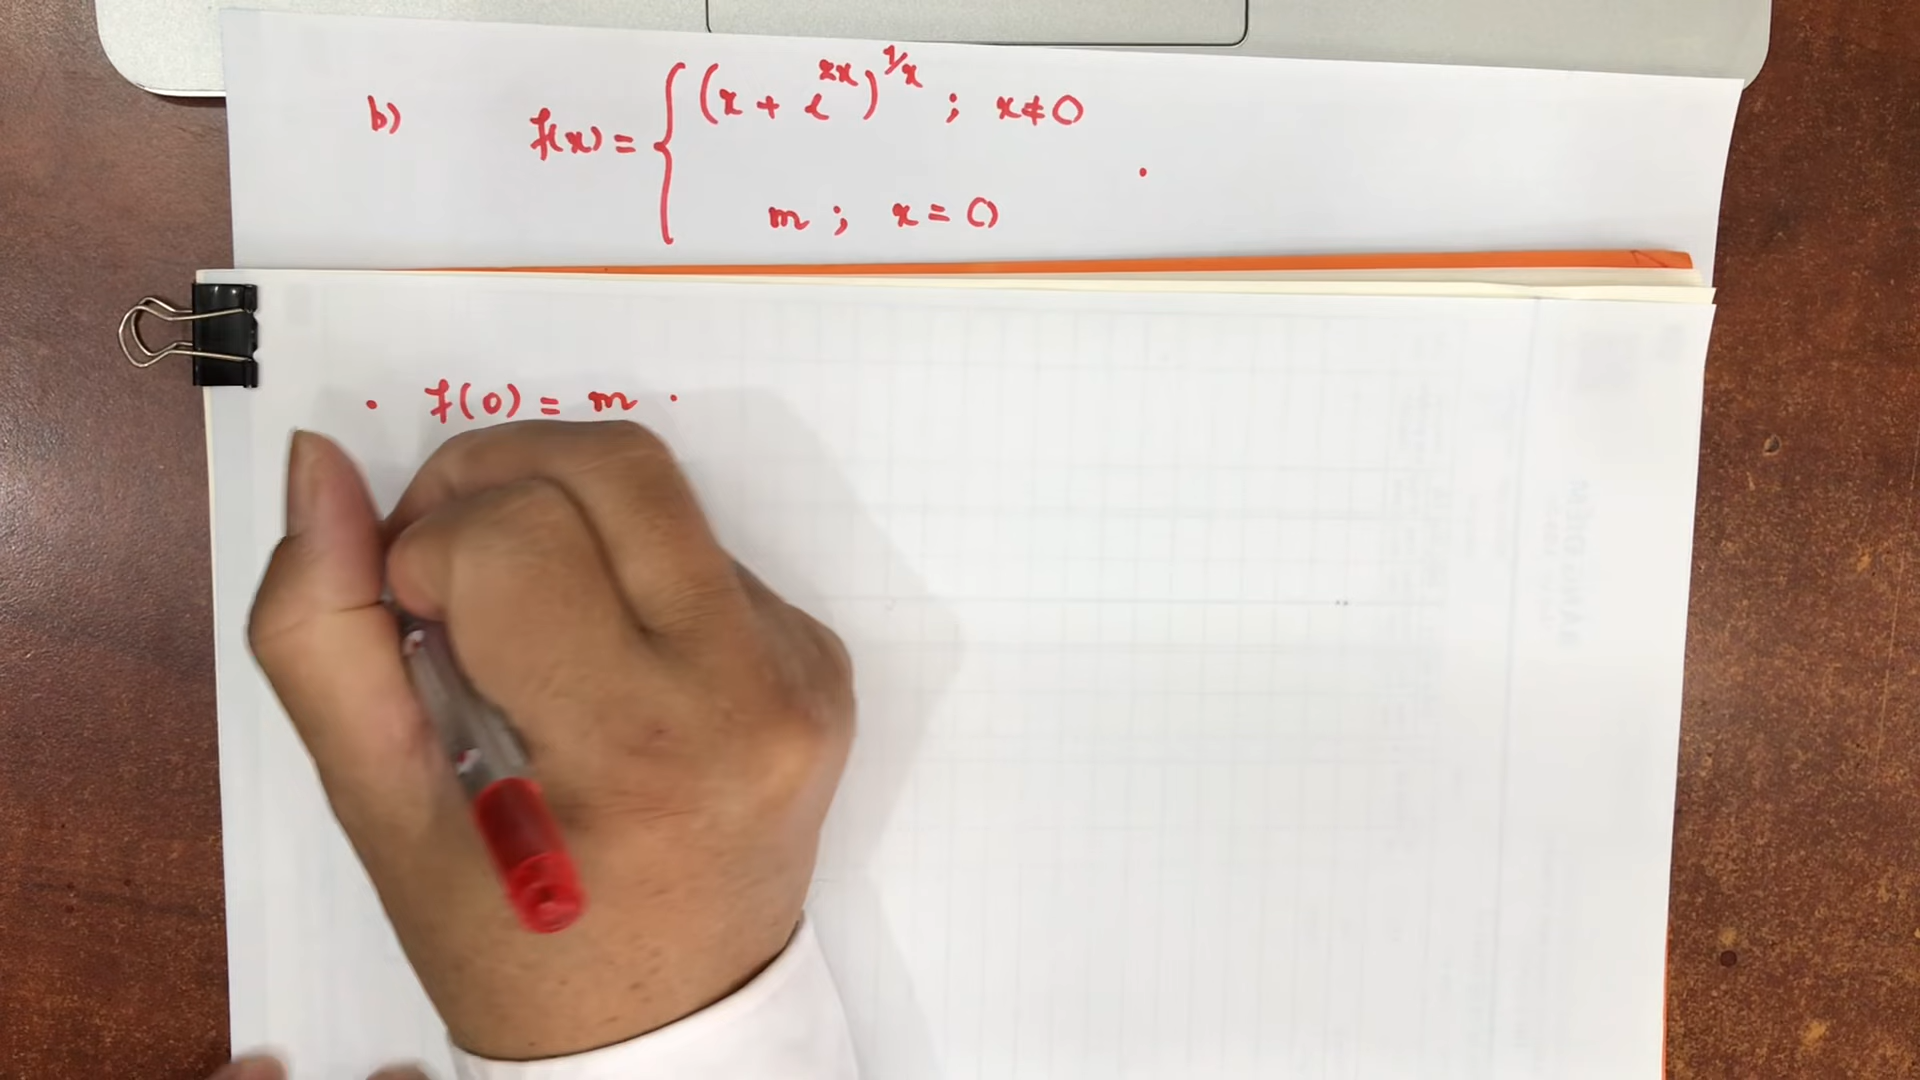 b) f(x) = { (x + e^{2x})^{1/x} ; x ≠ 0
m ; x = 0 .
. f(0) = m .